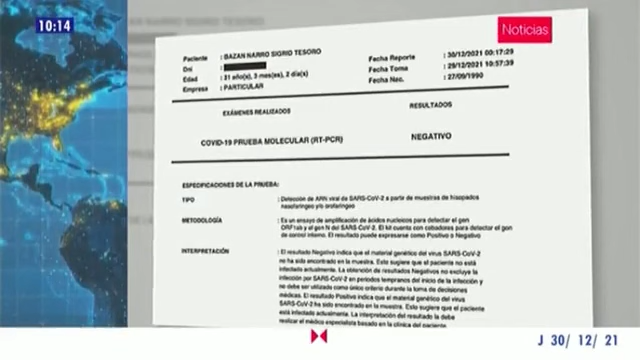 10:14
Noticias
Paciente : BAZAN NARRO SIGRID TESORO
Dni :
Edad : 31 año(s), 3 mes(es), 2 día(s)
Empresa : PARTICULAR
Fecha Reporte : 30/12/2021 00:17:29
Fecha Toma : 29/12/2021 10:57:39
Fecha Nac. : 27/09/1990
EXÁMENES REALIZADOS RESULTADOS
COVID-19 PRUEBA MOLECULAR (RT-PCR) NEGATIVO
ESPECIFICACIONES DE LA PRUEBA:
TIPO : Detección de ARN viral de SARS-CoV-2 a partir de muestras de hisopados
nasofaríngeo y/o orofaríngeo
METODOLOGÍA : Es un ensayo de amplificación de ácidos nucleicos para detectar el gen
ORF1ab y el gen N del SARS-CoV-2. El kit cuenta con cebadores para detectar el gen
de control interno. El resultado puede expresarse como Positivo o Negativo
INTERPRETACIÓN : El resultado Negativo indica que el material genético del virus SARS-CoV-2
no ha sido encontrado en la muestra. Esto sugiere que el paciente no está
infectado actualmente. La obtención de resultados Negativos no excluye la
infección por SARS-CoV-2 en periodos tempranos del inicio de la infección y
no debe ser utilizado como único criterio durante la toma de decisiones
médicas. El resultado Positivo indica que el material genético del virus
SARS-CoV-2 ha sido encontrado en la muestra. Esto sugiere que el paciente
está infectado actualmente. La interpretación del resultado la debe
realizar el médico especialista basado en la clínica del paciente.
J 30/ 12/ 21